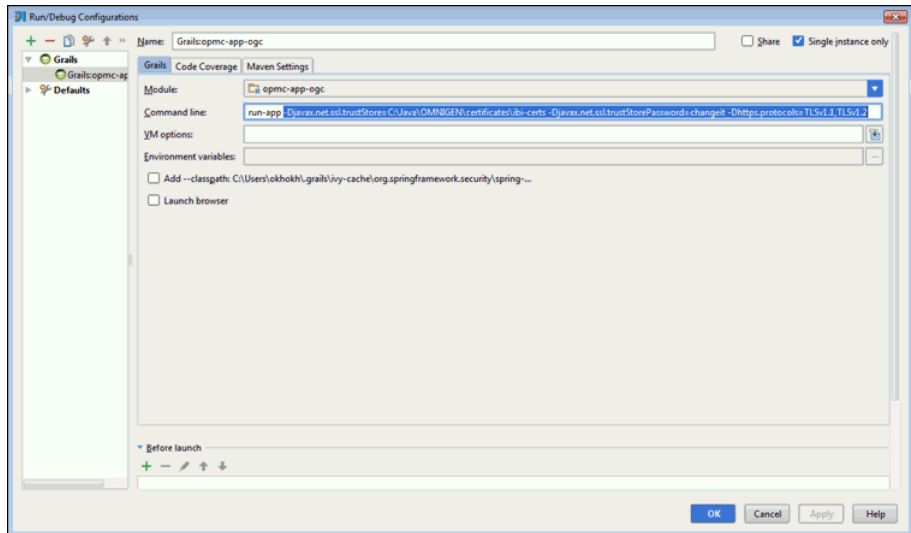 Run/Debug Configurations
Name: Grails:opmc-app-ogc
Share
Single instance only
Grails
Grails:opmc-ap
Defaults
Grails Code Coverage Maven Settings
Module: opmc-app-ogc
Command line: run-app -Djavax.net.ssl.trustStore=C:\Java\OMNIGEN\certificates\ibi-certs -Djavax.net.ssl.trustStorePassword=changeit -Dhttps.protocols=TLSv1.1,TLSv1.2
VM options:
Environment variables:
Add --classpath: C:\Users\okhokh\.grails\ivy-cache\org.springframework.security\spring-...
Launch browser
Before launch
OK Cancel Apply Help